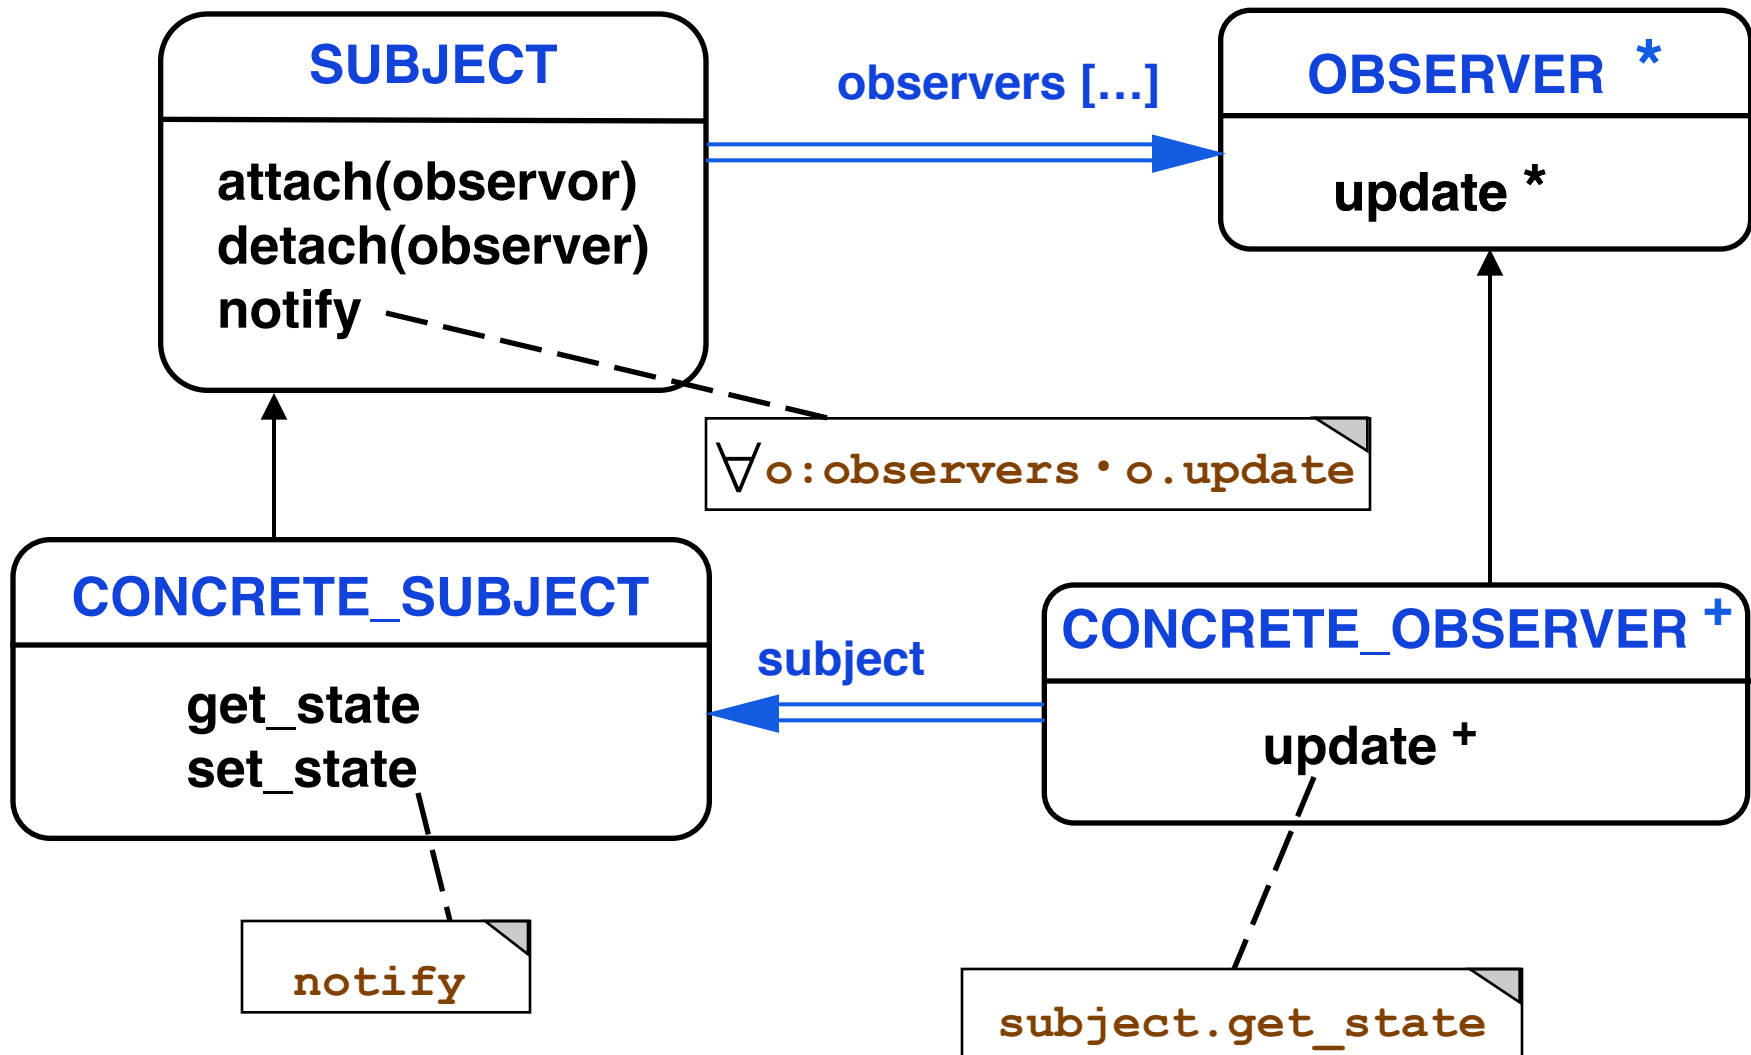 SUBJECT
attach(observor)
detach(observer)
notify
observers [...]
OBSERVER *
update *
∀o:observers • o.update
CONCRETE_SUBJECT
get_state
set_state
subject
CONCRETE_OBSERVER +
update +
notify
subject.get_state